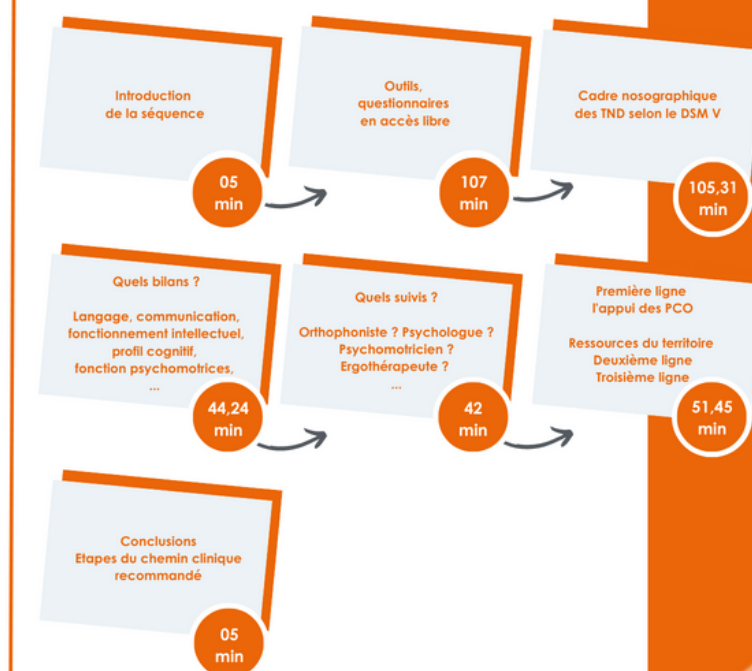 Introduction
de la séquence
05
min
Outils,
questionnaires
en accès libre
107
min
Cadre nosographique
des TND selon le DSM V
105,31
min
Quels bilans ?
Langage, communication,
fonctionnement intellectuel,
profil cognitif,
fonction psychomotrices,
...
44,24
min
Quels suivis ?
Orthophoniste ? Psychologue ?
Psychomotricien ?
Ergothérapeute ?
...
42
min
Première ligne
l'appui des PCO
Ressources du territoire
Deuxième ligne
Troisième ligne
51,45
min
Conclusions
Etapes du chemin clinique
recommandé
05
min